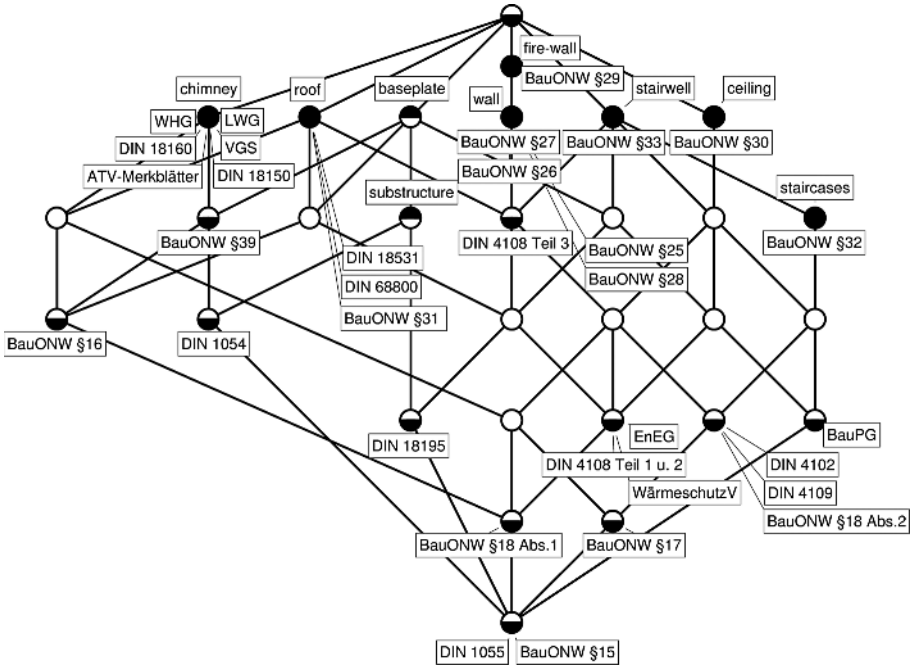 fire-wall
BauONW §29
chimney
roof
baseplate
wall
stairwell
ceiling
WHG
LWG
DIN 18160
VGS
ATV-Merkblätter
DIN 18150
BauONW §27
BauONW §33
BauONW §30
BauONW §26
substructure
staircases
BauONW §39
DIN 4108 Teil 3
BauONW §25
BauONW §32
DIN 18531
BauONW §28
DIN 68800
BauONW §31
BauONW §16
DIN 1054
DIN 18195
EnEG
BauPG
DIN 4108 Teil 1 u. 2
DIN 4102
WärmeschutzV
DIN 4109
BauONW §18 Abs.2
BauONW §18 Abs.1
BauONW §17
DIN 1055
BauONW §15